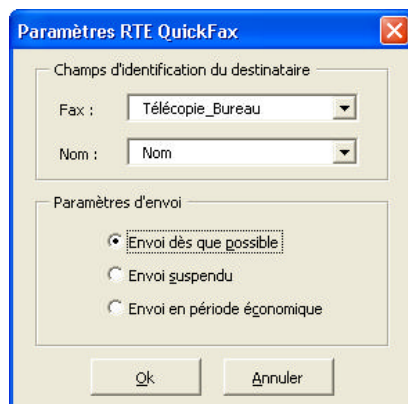 Paramètres RTE QuickFax
Champs d'identification du destinataire
Fax : Télécopie_Bureau
Nom : Nom
Paramètres d'envoi
Envoi dès que possible
Envoi suspendu
Envoi en période économique
Ok Annuler